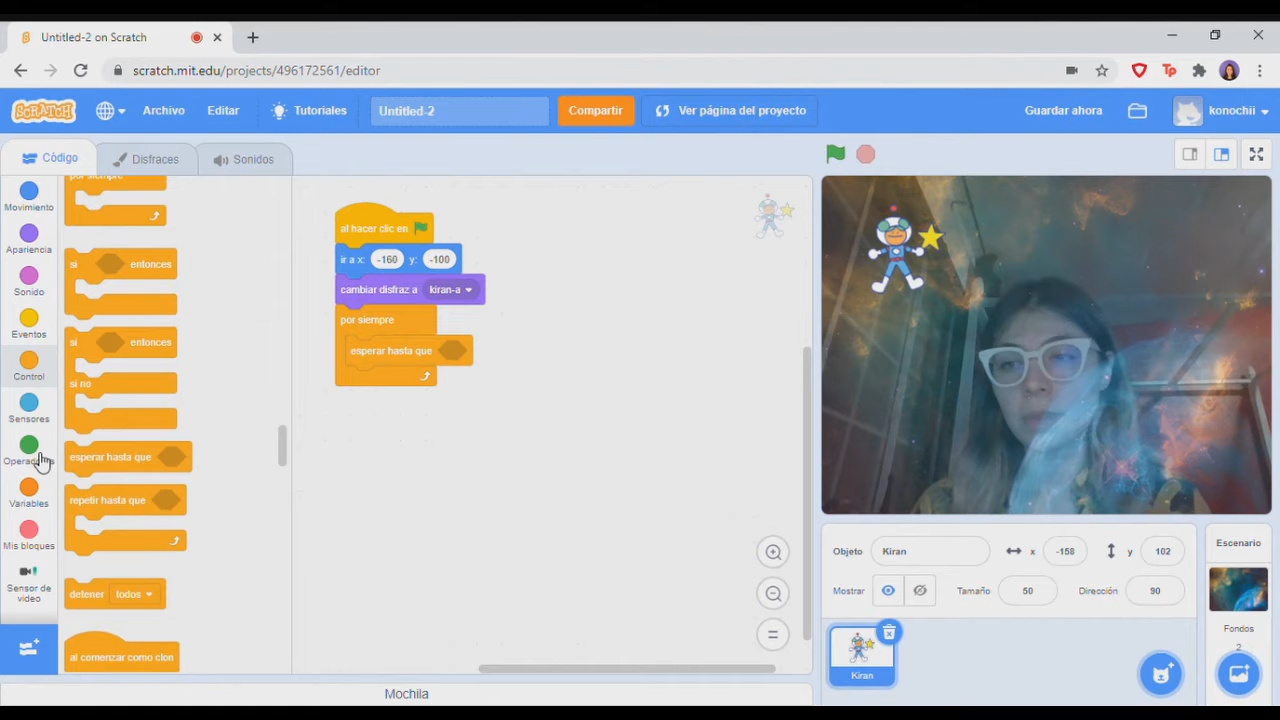 Untitled-2 on Scratch
scratch.mit.edu/projects/496172561/editor
Tp
SCRATCH
Archivo
Editar
Tutoriales
Untitled-2
Compartir
Ver página del proyecto
Guardar ahora
konochii
Código
Disfraces
Sonidos
Movimiento
Apariencia
Sonido
Eventos
Control
Sensores
Variables
Mis bloques
Sensor de
video
por siempre
si entonces
si entonces
si no
esperar hasta que
repetir hasta que
detener todos
al comenzar como clon
al hacer clic en
ir a x: -160 y: -100
cambiar disfraz a kiran-a
por siempre
esperar hasta que
Objeto
Kiran
x
-158
y
102
Mostrar
Tamaño
50
Dirección
90
Kiran
Escenario
Fondos
2
Mochila